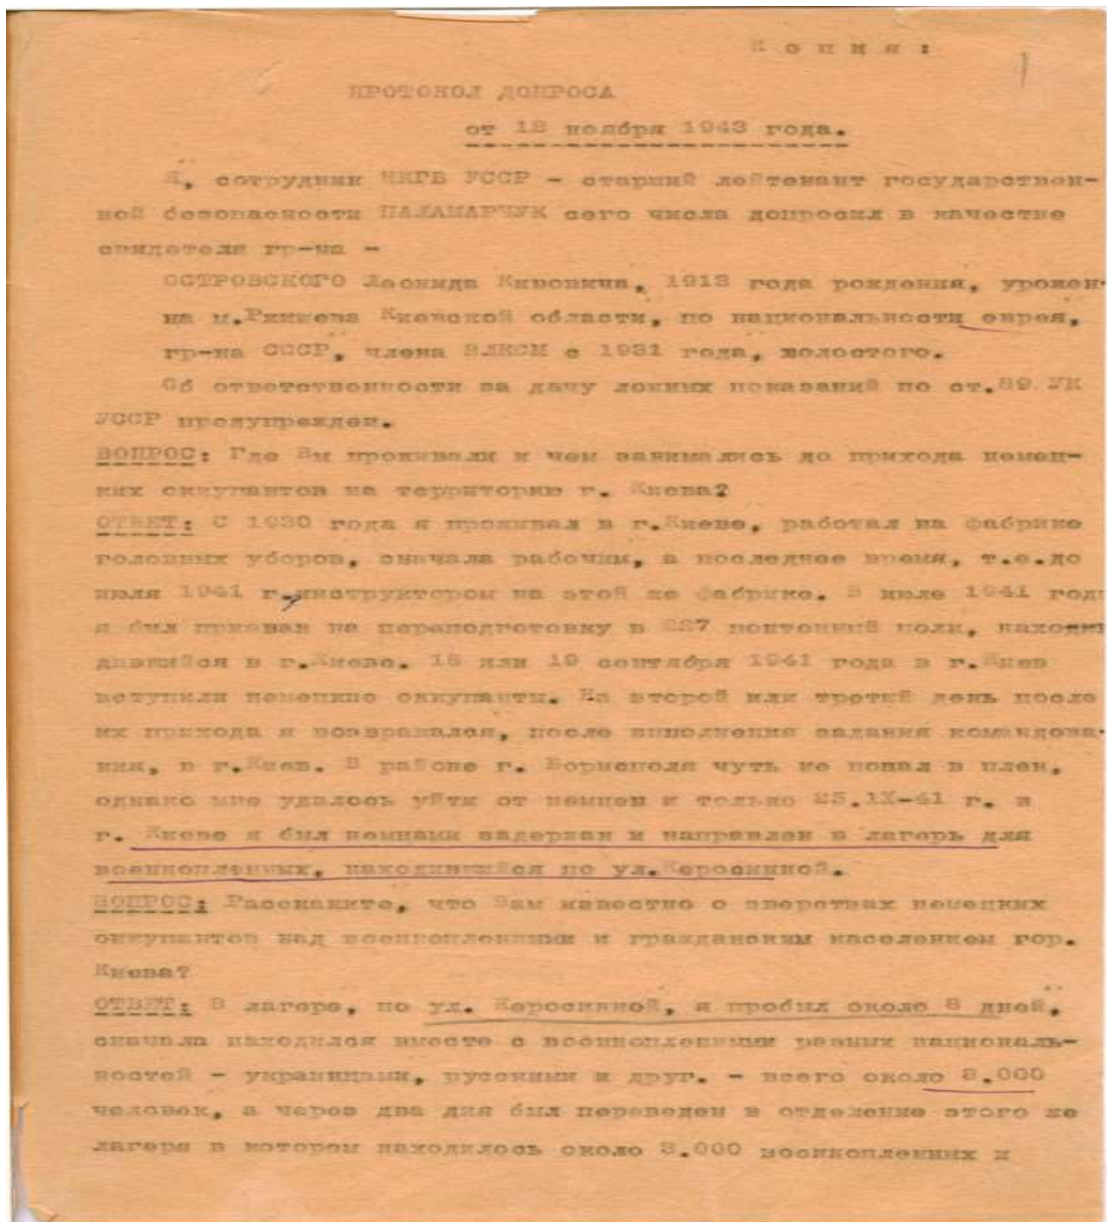 Копия:
ПРОТОКОЛ ДОПРОСА
от 12 ноября 1943 года.
Я, сотрудник НКГБ УССР - старший лейтенант государствен-
ной безопасности ПАЛАМАРЧУК сего числа допросил в качестве
свидетеля гр-на -
ОСТРОВСКОГО Леонида Кивовича, 1913 года рождения, урожен-
на м.Ржищева Киевской области, по национальности еврея,
гр-на СССР, члена ВЛКСМ с 1931 года, холостого.
Об ответственности за дачу ложных показаний по ст.89 УК
УССР предупрежден.
ВОПРОС: Где Вы проживали и чем занимались до прихода немец-
ких оккупантов на территорию г. Киева?
ОТВЕТ: С 1930 года я проживал в г.Киеве, работал на фабрике
головных уборов, сначала рабочим, а последнее время, т.е.до
июля 1941 г.инструктором на этой же фабрике. В июле 1941 года
я был призван на переподготовку в понтонный полк,
в г.Киеве. 18 или 19 сентября 1941 года в г.Киев
вступили немецкие оккупанты. На второй или третий день после
их прихода я возвращался, после выполнения задания командова-
ния, в г.Киев. В районе г. Борисполя чуть не попал в плен,
однако мне удалось уйти от немцев и только 25.IX-41 г. в
г. Киеве я был немцами задержан и направлен в лагерь для
военнопленных, находившийся по ул.Керосинной.
ВОПРОС: Расскажите, что Вам известно о зверствах немецких
оккупантов над военнопленными и гражданским населением гор.
Киева?
ОТВЕТ: В лагере, по ул. Керосинной, я пробыл около 8 дней,
сначала находился вместе с военнопленными разных националь-
ностей - украинцами, русскими и друг. - всего около 8.000
человек, а через два дня был переведен в отделение этого же
лагеря в котором находилось около 3.000 военнопленных и